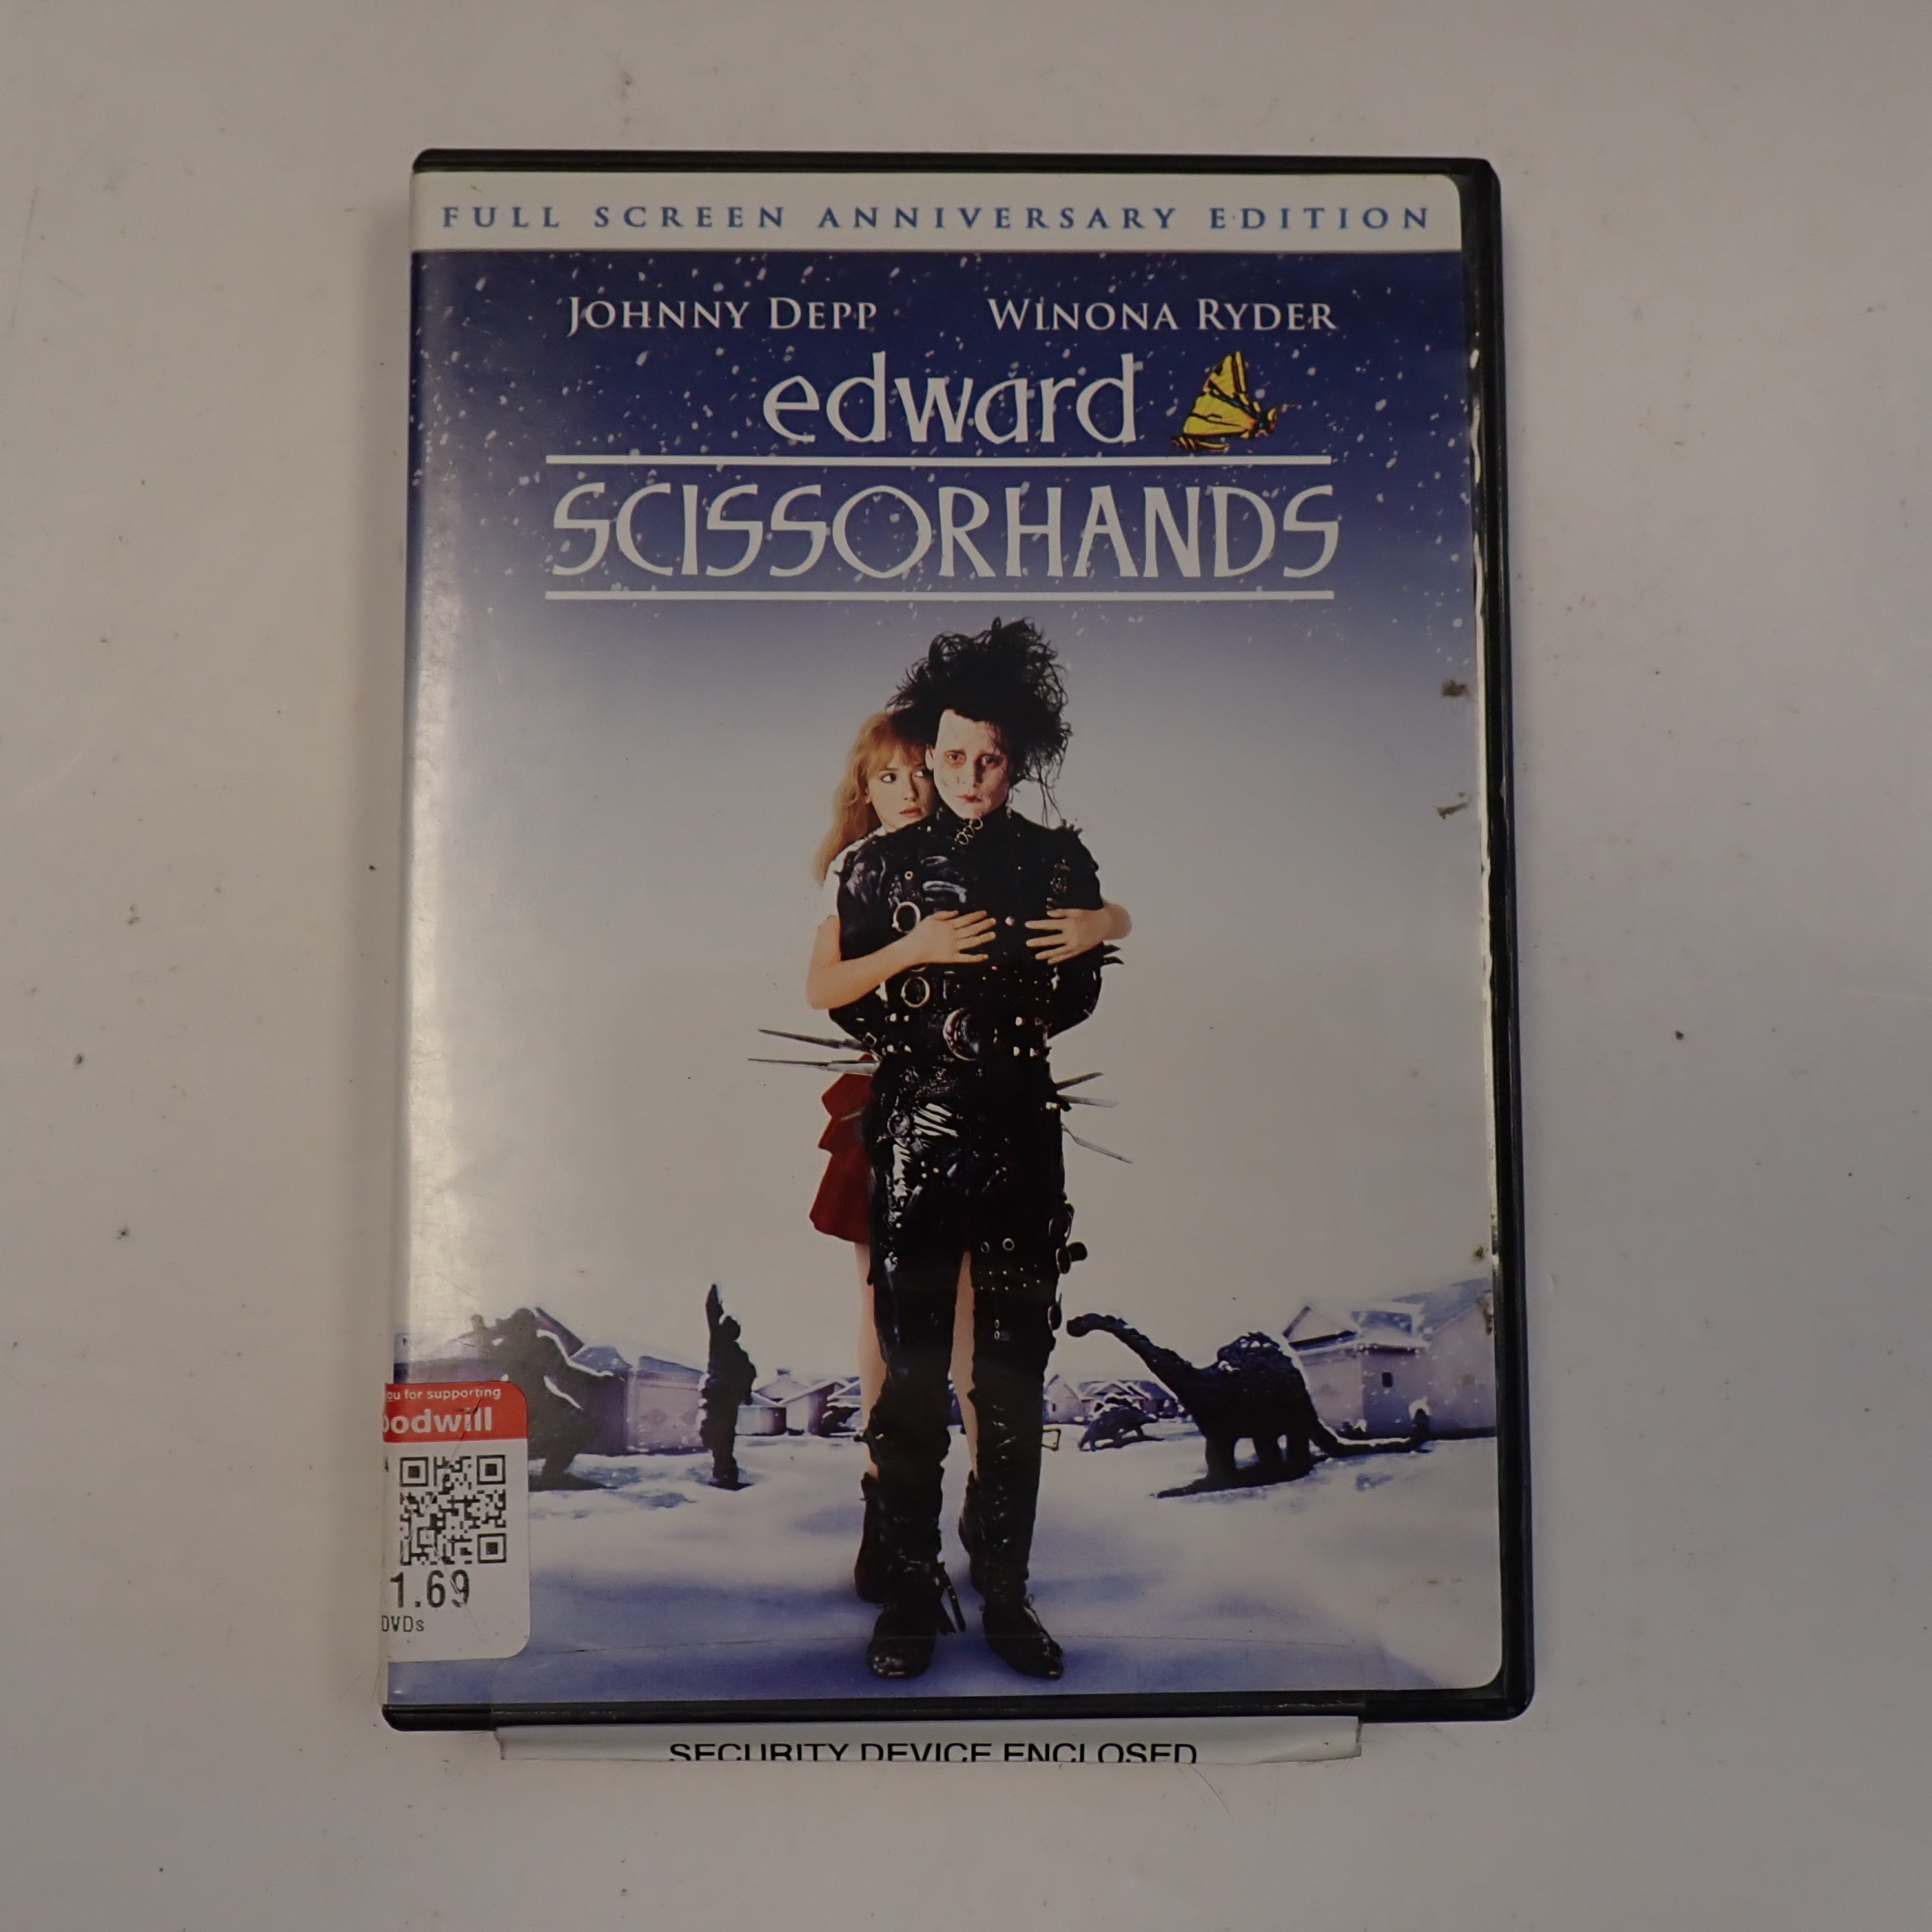 FULL SCREEN ANNIVERSARY EDITION
JOHNNY DEPP WINONA RYDER
edward
SCISSORHANDS
ou for supporting
oodwill
1.69
DVDs
SECURITY DEVICE ENCLOSED